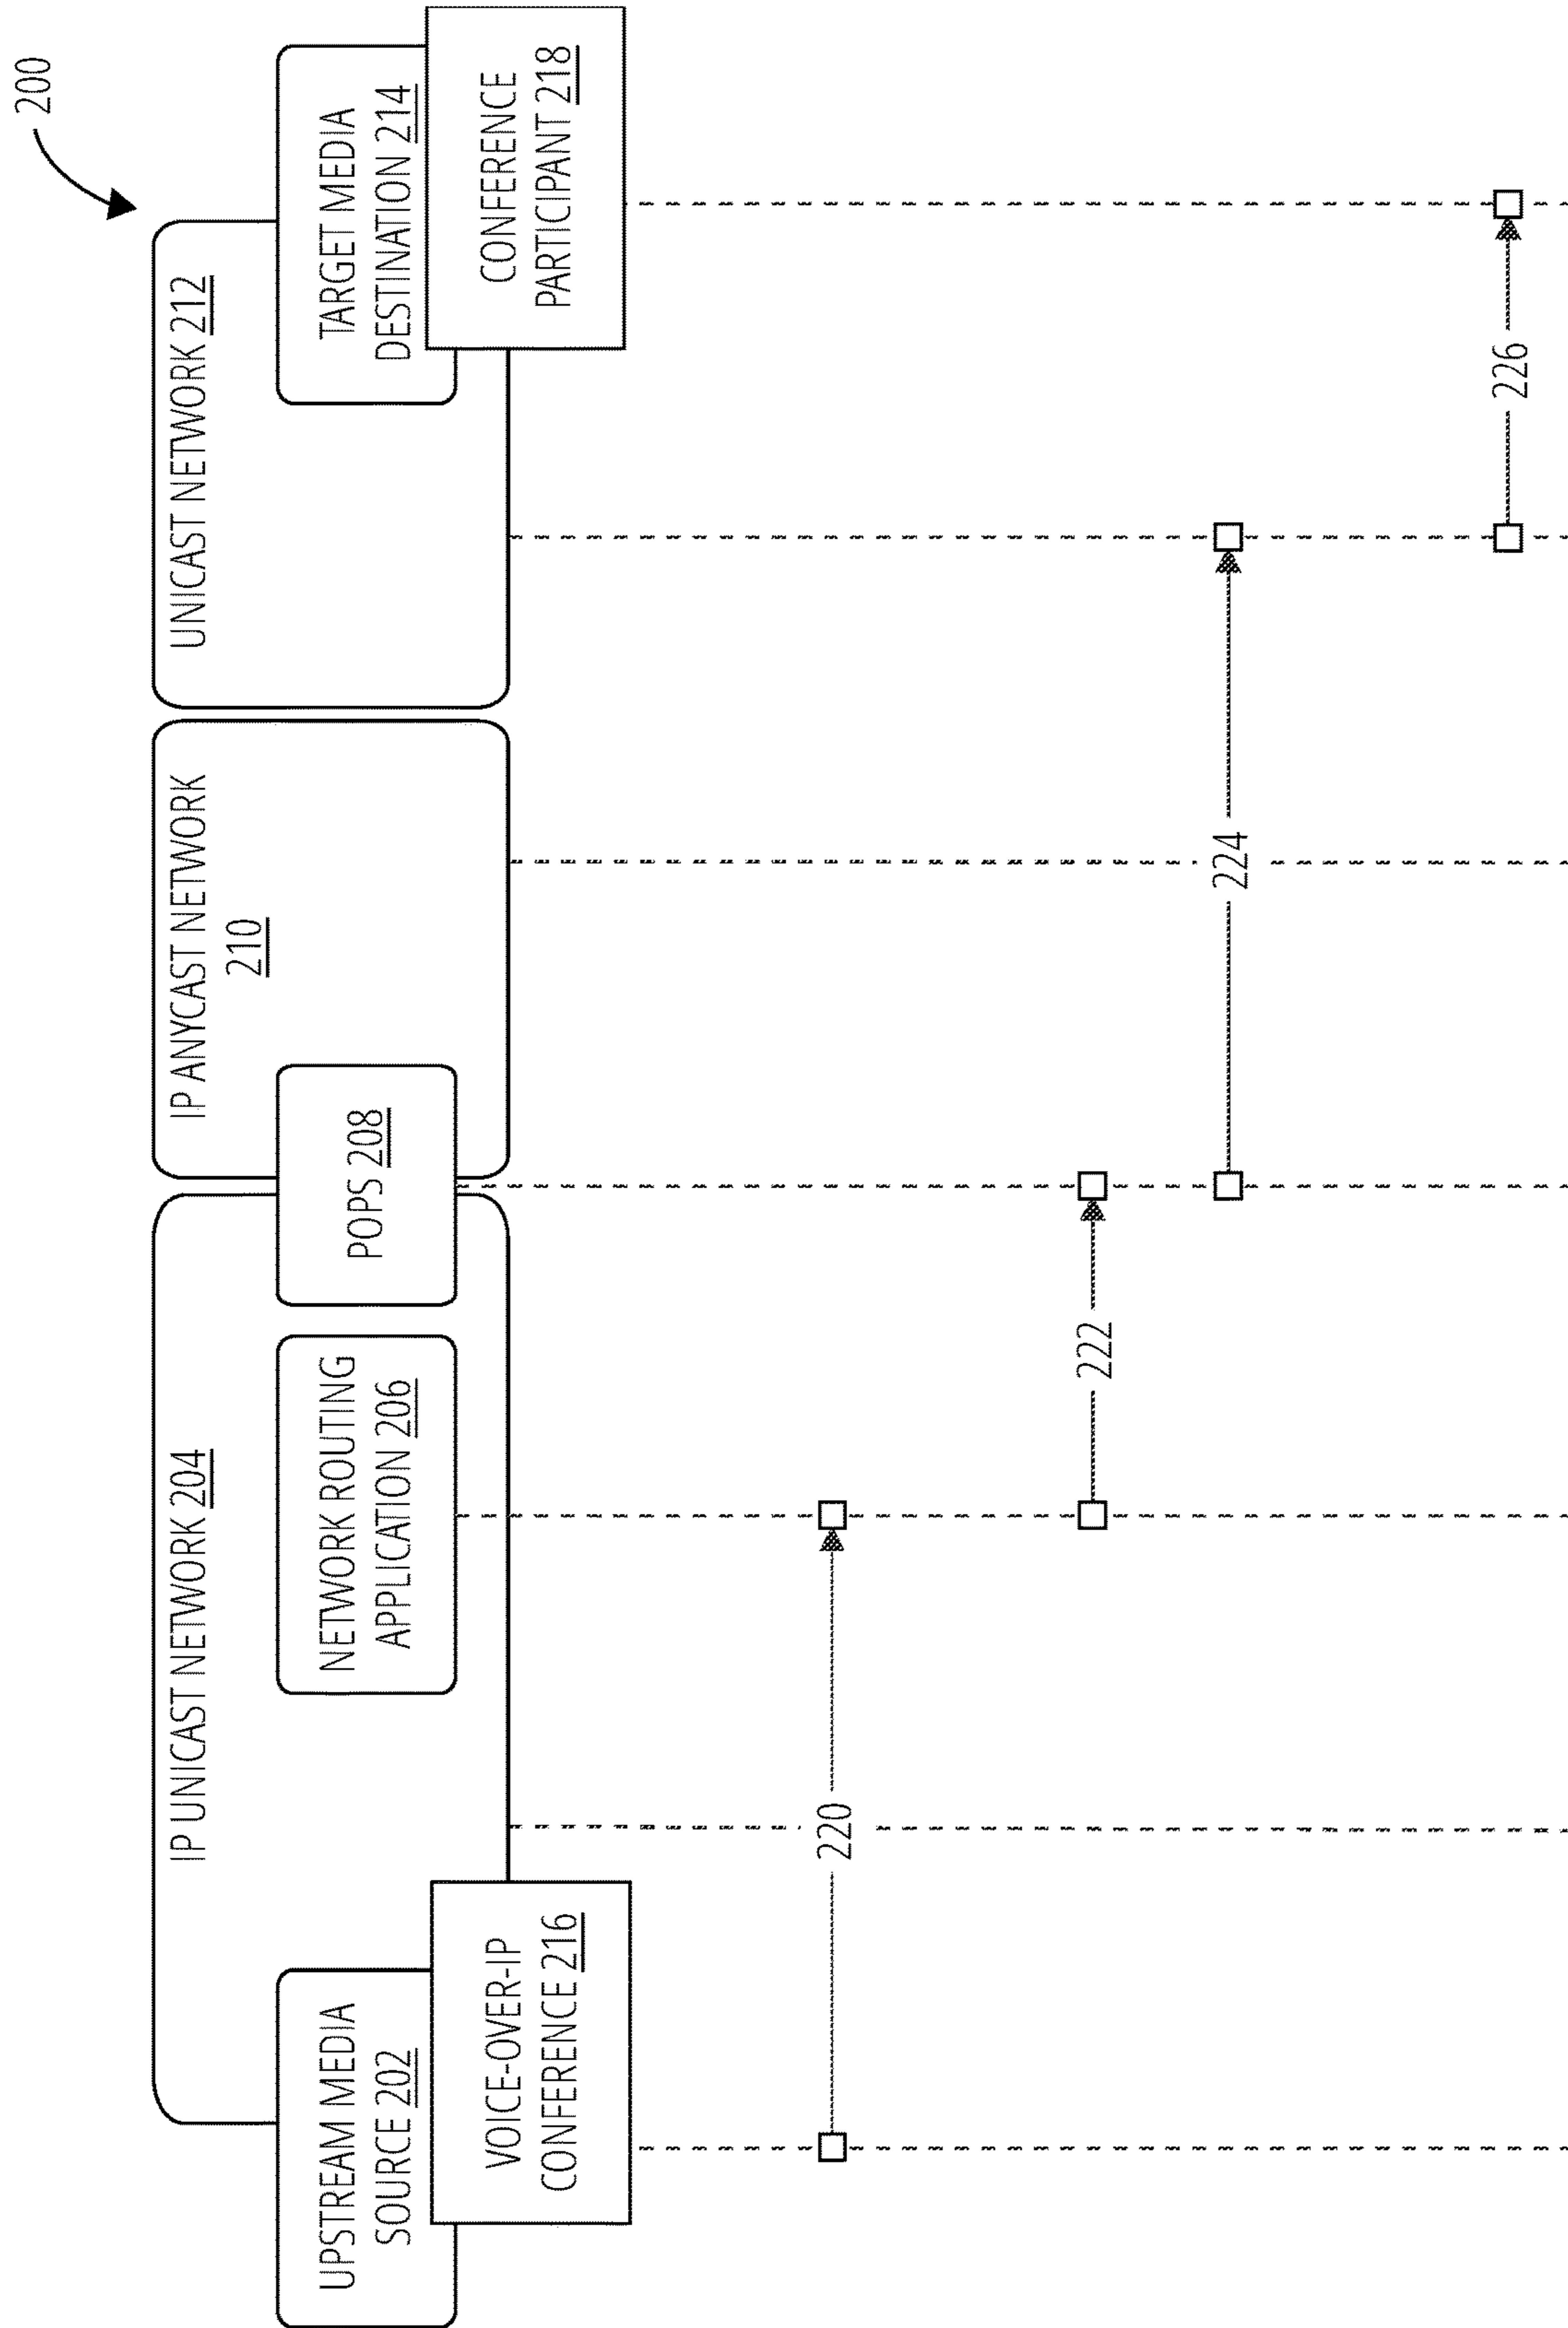 200
UPSTREAM MEDIA
SOURCE 202
VOICE-OVER-IP
CONFERENCE 216
IP UNICAST NETWORK 204
NETWORK ROUTING
APPLICATION 206
POPS 208
IP ANYCAST NETWORK
210
UNICAST NETWORK 212
TARGET MEDIA
DESTINATION 214
CONFERENCE
PARTICIPANT 218
220
222
224
226